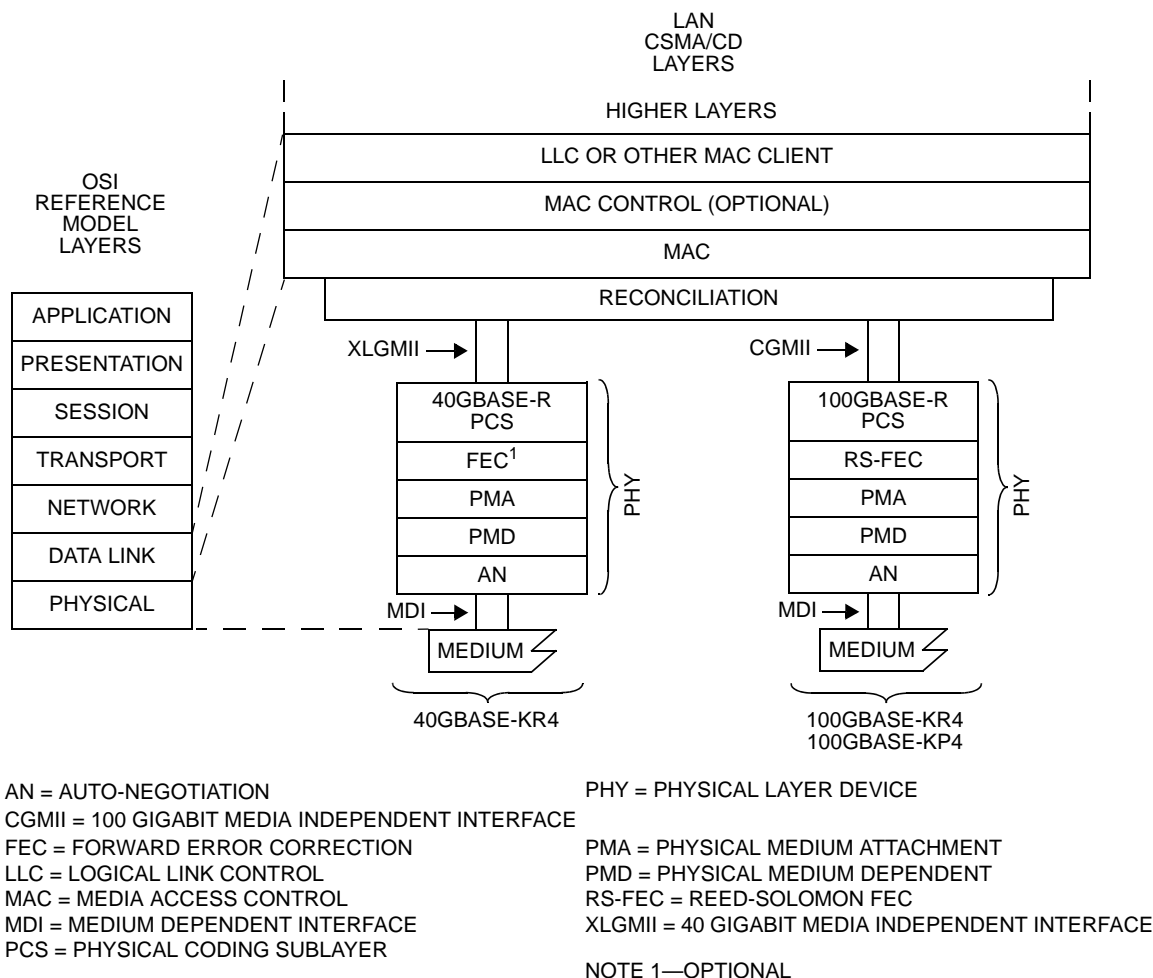 LAN
CSMA/CD
LAYERS
HIGHER LAYERS
LLC OR OTHER MAC CLIENT
MAC CONTROL (OPTIONAL)
MAC
RECONCILIATION
OSI
REFERENCE
MODEL
LAYERS
APPLICATION
PRESENTATION
SESSION
TRANSPORT
NETWORK
DATA LINK
PHYSICAL
XLGMII
40GBASE-R
PCS
FEC1
PMA
PMD
AN
PHY
MDI
MEDIUM
40GBASE-KR4
CGMII
100GBASE-R
PCS
RS-FEC
PMA
PMD
AN
PHY
MDI
MEDIUM
100GBASE-KR4
100GBASE-KP4
AN = AUTO-NEGOTIATION
CGMII = 100 GIGABIT MEDIA INDEPENDENT INTERFACE
FEC = FORWARD ERROR CORRECTION
LLC = LOGICAL LINK CONTROL
MAC = MEDIA ACCESS CONTROL
MDI = MEDIUM DEPENDENT INTERFACE
PCS = PHYSICAL CODING SUBLAYER
PHY = PHYSICAL LAYER DEVICE
PMA = PHYSICAL MEDIUM ATTACHMENT
PMD = PHYSICAL MEDIUM DEPENDENT
RS-FEC = REED-SOLOMON FEC
XLGMII = 40 GIGABIT MEDIA INDEPENDENT INTERFACE
NOTE 1—OPTIONAL